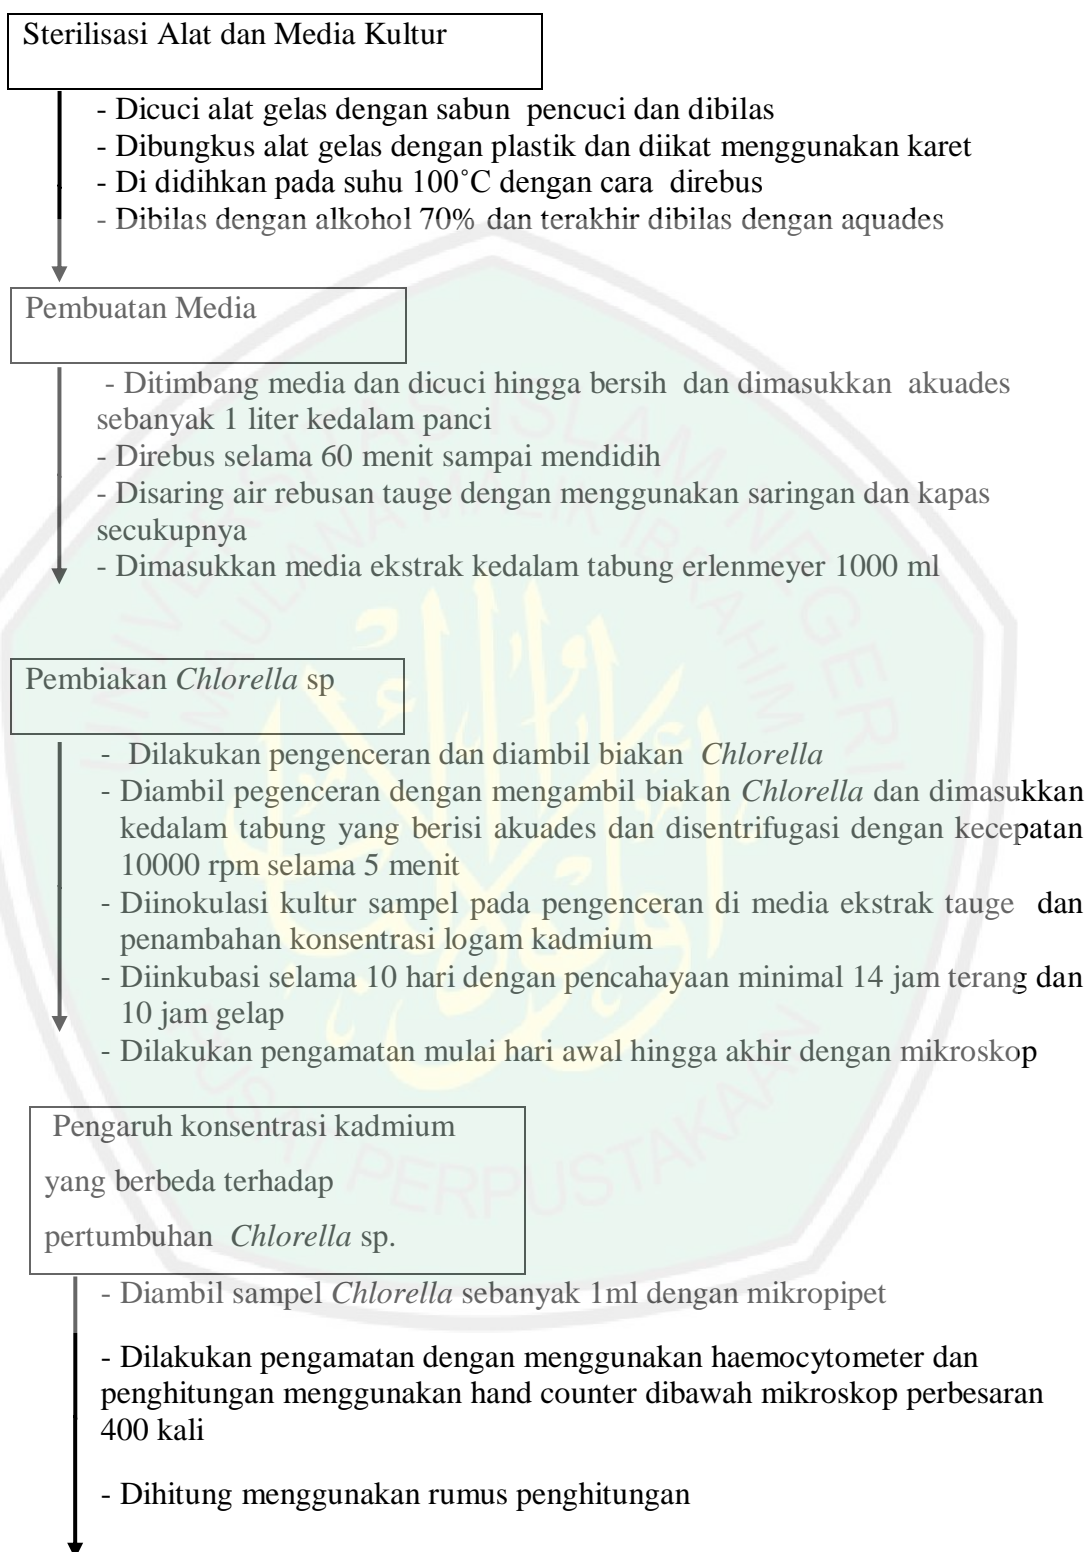 Sterilisasi Alat dan Media Kultur
- Dicuci alat gelas dengan sabun pencuci dan dibilas
- Dibungkus alat gelas dengan plastik dan diikat menggunakan karet
- Di didihkan pada suhu 100˚C dengan cara direbus
- Dibilas dengan alkohol 70% dan terakhir dibilas dengan aquades
Pembuatan Media
- Ditimbang media dan dicuci hingga bersih dan dimasukkan akuades
sebanyak 1 liter kedalam panci
- Direbus selama 60 menit sampai mendidih
- Disaring air rebusan tauge dengan menggunakan saringan dan kapas
secukupnya
- Dimasukkan media ekstrak kedalam tabung erlenmeyer 1000 ml
Pembiakan Chlorella sp
- Dilakukan pengenceran dan diambil biakan Chlorella
- Diambil pegenceran dengan mengambil biakan Chlorella dan dimasukkan
kedalam tabung yang berisi akuades dan disentrifugasi dengan kecepatan
10000 rpm selama 5 menit
- Diinokulasi kultur sampel pada pengenceran di media ekstrak tauge dan
penambahan konsentrasi logam kadmium
- Diinkubasi selama 10 hari dengan pencahayaan minimal 14 jam terang dan
10 jam gelap
- Dilakukan pengamatan mulai hari awal hingga akhir dengan mikroskop
Pengaruh konsentrasi kadmium
yang berbeda terhadap
pertumbuhan Chlorella sp.
- Diambil sampel Chlorella sebanyak 1ml dengan mikropipet
- Dilakukan pengamatan dengan menggunakan haemocytometer dan
penghitungan menggunakan hand counter dibawah mikroskop perbesaran
400 kali
- Dihitung menggunakan rumus penghitungan
UNIVERSITAS ISLAM NEGERI
MAULANA MALIK IBRAHIM
PUSAT PERPUSTAKAAN